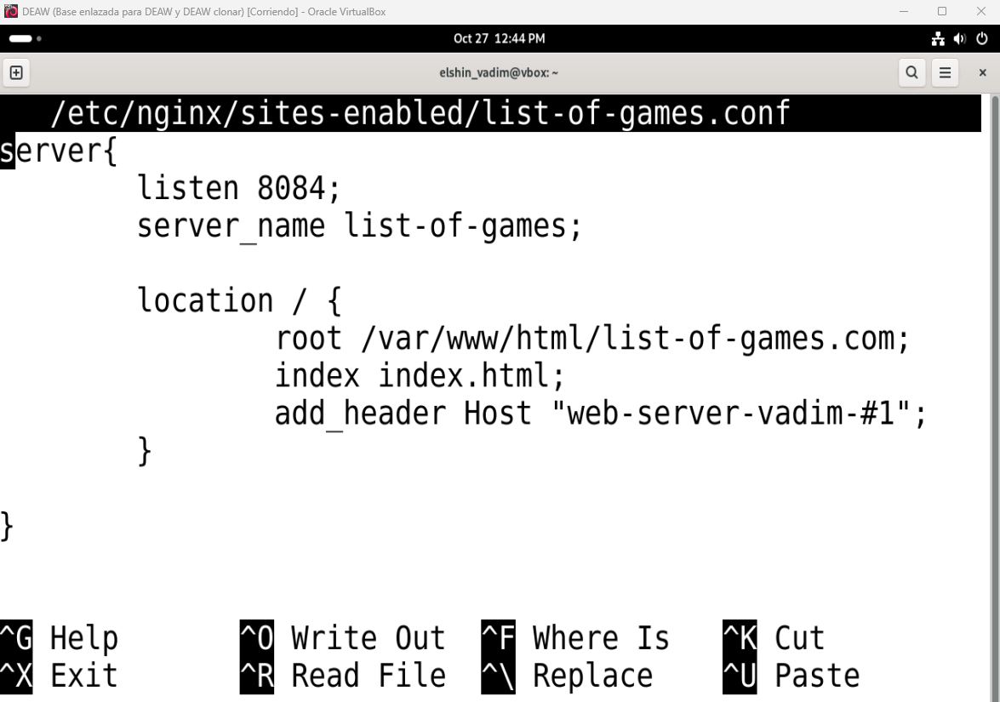 DEAW (Base enlazada para DEAW y DEAW clonar) [Corriendo] - Oracle VirtualBox
Oct 27 12:44 PM
elshin_vadim@vbox: ~
/etc/nginx/sites-enabled/list-of-games.conf
server{
listen 8084;
server_name list-of-games;
location / {
root /var/www/html/list-of-games.com;
index index.html;
add_header Host "web-server-vadim-#1";
}
}
^G Help ^O Write Out ^F Where Is ^K Cut
^X Exit ^R Read File ^\ Replace ^U Paste